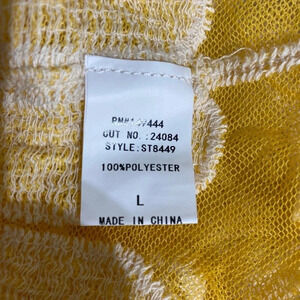 CUT NO.:24084
STYLE:ST8449
100%POLYESTER
L
MADE IN CHINA